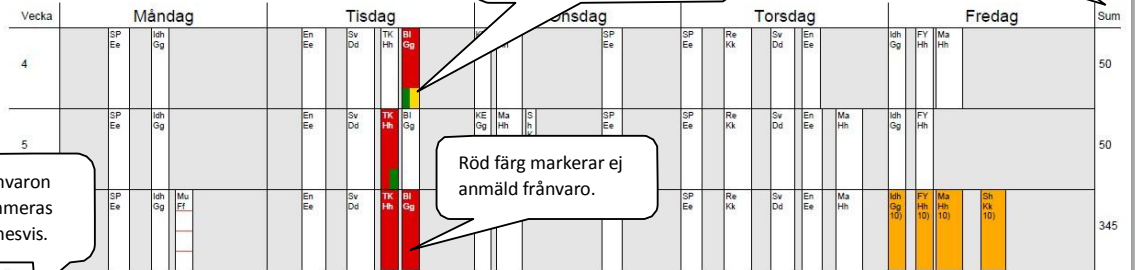 Vecka Måndag Tisdag Onsdag Torsdag Fredag Sum
SP Idh En Sv TK BI SP SP Re Sv En Idh FY Ma
Ee Gg Ee Dd Hh Gg Ee Ee Kk Dd Ee Gg Hh Hh
4 50
SP Idh En Sv TK BI KE Ma S SP SP Re Sv En Ma Idh FY
Ee Gg Ee Dd Hh Gg Gg Hh h Ee Ee Kk Dd Ee Hh Gg Hh
5 50
Röd färg markerar ej
anmäld frånvaro.
SP Idh Mu En Sv TK BI SP Re Sv En Ma Idh FY Ma Sh
Ee Gg Ff Ee Dd Hh Gg Ee Kk Dd Ee Hh Gg Hh Hh Kk
10) 10) 10) 10)
345